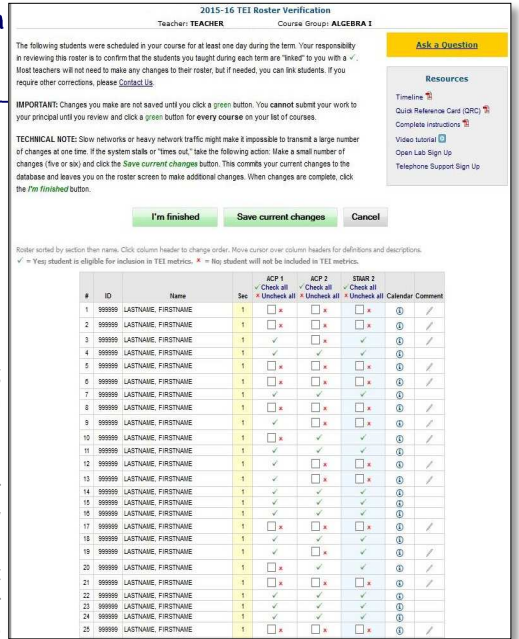 2015-16 TEI Roster Verification
Teacher: TEACHER Course Group: ALGEBRA I
The following students were scheduled in your course for at least one day during the term. Your responsibility
in reviewing this roster is to confirm that the students you taught during each term are "linked" to you with a ✓.
Most teachers will not need to make any changes to their roster, but if needed, you can link students. If you
require other corrections, please Contact Us.
IMPORTANT: Changes you make are not saved until you click a green button. You cannot submit your work to
your principal until you review and click a green button for every course on your list of courses.
TECHNICAL NOTE: Slow networks or heavy network traffic might make it impossible to transmit a large number
of changes at one time. If the system stalls or "times out," take the following action: Make a small number of
changes (five or six) and click the Save current changes button. This commits your current changes to the
database and leaves you on the roster screen to make additional changes. When changes are complete, click
the I'm finished button.
Ask a Question
Resources
Timeline
Quick Reference Card (QRC)
Complete instructions
Video tutorial
Open Lab Sign Up
Telephone Support Sign Up
I'm finished Save current changes Cancel
Roster sorted by section then name. Click column header to change order. Move cursor over column headers for definitions and descriptions.
✓ = Yes; student is eligible for inclusion in TEI metrics. x = No; student will not be included in TEI metrics.
ACP 1 ACP 2 STAAR 2
✓ Check all ✓ Check all ✓ Check all
# ID Name Sec x Uncheck all x Uncheck all x Uncheck all Calendar Comment
1 999999 LASTNAME, FIRSTNAME 1 x x x
2 999999 LASTNAME, FIRSTNAME 1 x x x
3 999999 LASTNAME, FIRSTNAME 1 ✓ x x
4 999999 LASTNAME, FIRSTNAME 1 ✓ ✓ ✓
5 999999 LASTNAME, FIRSTNAME 1 x x x
6 999999 LASTNAME, FIRSTNAME 1 x x x
7 999999 LASTNAME, FIRSTNAME 1 ✓ ✓ ✓
8 999999 LASTNAME, FIRSTNAME 1 x x x
9 999999 LASTNAME, FIRSTNAME 1 ✓ x x
10 999999 LASTNAME, FIRSTNAME 1 x ✓ ✓
11 999999 LASTNAME, FIRSTNAME 1 ✓ ✓ ✓
12 999999 LASTNAME, FIRSTNAME 1 ✓ x x
13 999999 LASTNAME, FIRSTNAME 1 ✓ x x
14 999999 LASTNAME, FIRSTNAME 1 ✓ ✓ ✓
15 999999 LASTNAME, FIRSTNAME 1 ✓ ✓ ✓
16 999999 LASTNAME, FIRSTNAME 1 ✓ ✓ ✓
17 999999 LASTNAME, FIRSTNAME 1 x x x
18 999999 LASTNAME, FIRSTNAME 1 ✓ ✓ ✓
19 999999 LASTNAME, FIRSTNAME 1 ✓ x ✓
20 999999 LASTNAME, FIRSTNAME 1 x ✓ ✓
21 999999 LASTNAME, FIRSTNAME 1 x x x
22 999999 LASTNAME, FIRSTNAME 1 ✓ ✓ ✓
23 999999 LASTNAME, FIRSTNAME 1 ✓ ✓ ✓
24 999999 LASTNAME, FIRSTNAME 1 ✓ ✓ ✓
25 999999 LASTNAME, FIRSTNAME 1 x x x